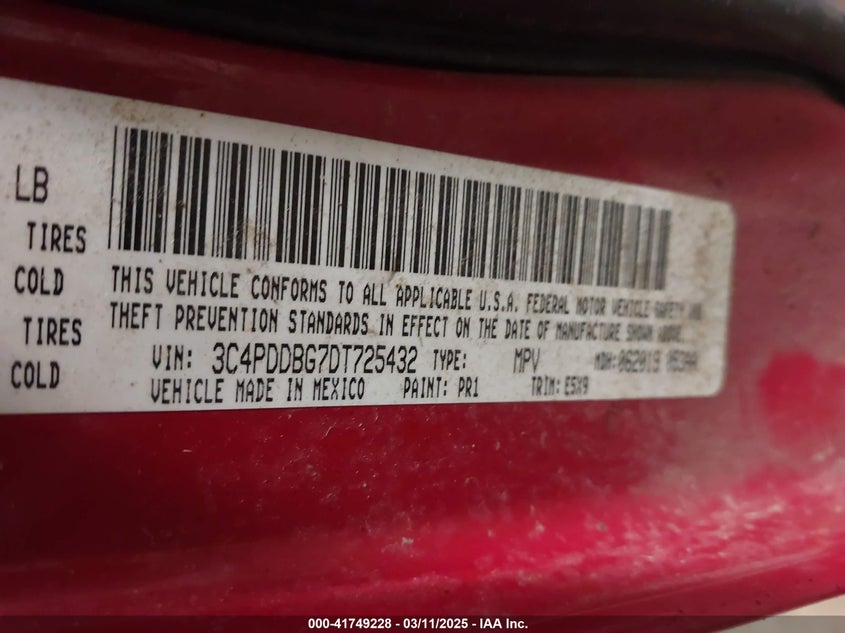 LB
TIRES
COLD
TIRES
COLD
THIS VEHICLE CONFORMS TO ALL APPLICABLE U.S.A. FEDERAL MOTOR VEHICLE SAFETY AND
THEFT PREVENTION STANDARDS IN EFFECT ON THE DATE OF MANUFACTURE SHOWN ABOVE.
VIN: 3C4PDDBG7DT725432 TYPE: MPV MDH: 062019
VEHICLE MADE IN MEXICO PAINT: PR1 TRIM: E5X9
000-41749228 - 03/11/2025 - IAA Inc.